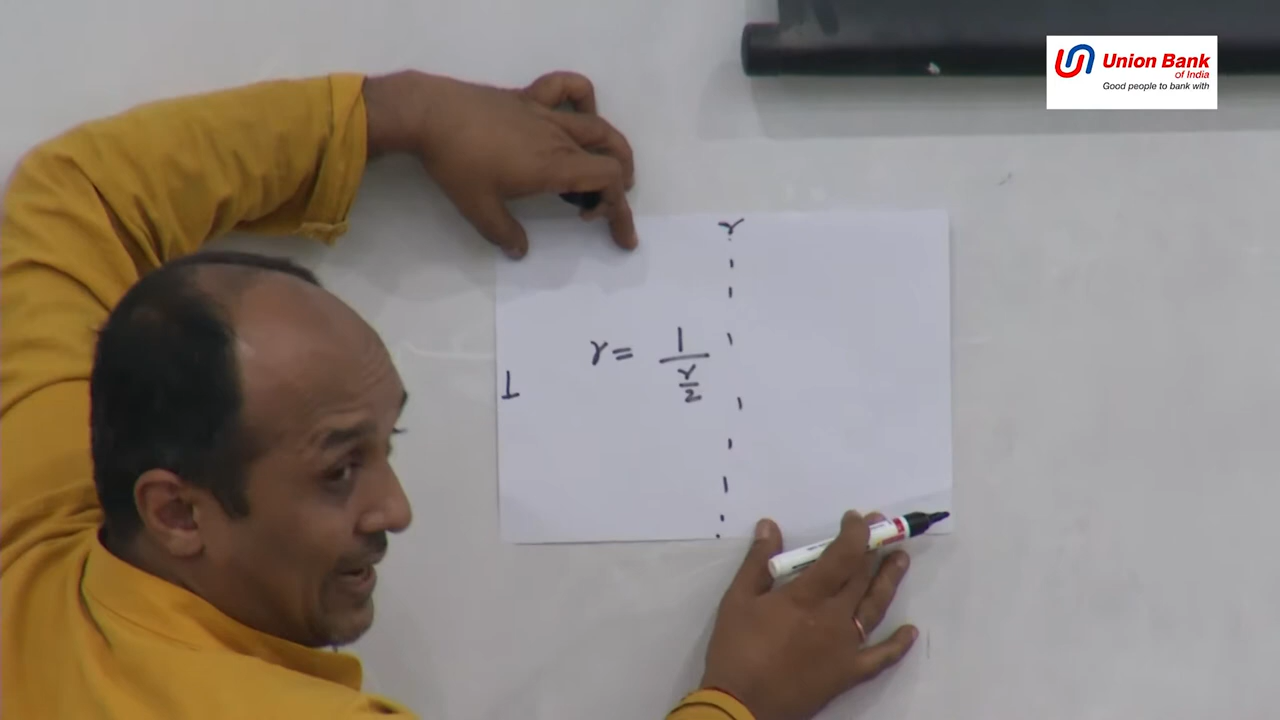 Union Bank
of India
Good people to bank with
r
r = 1/(r/2)
1